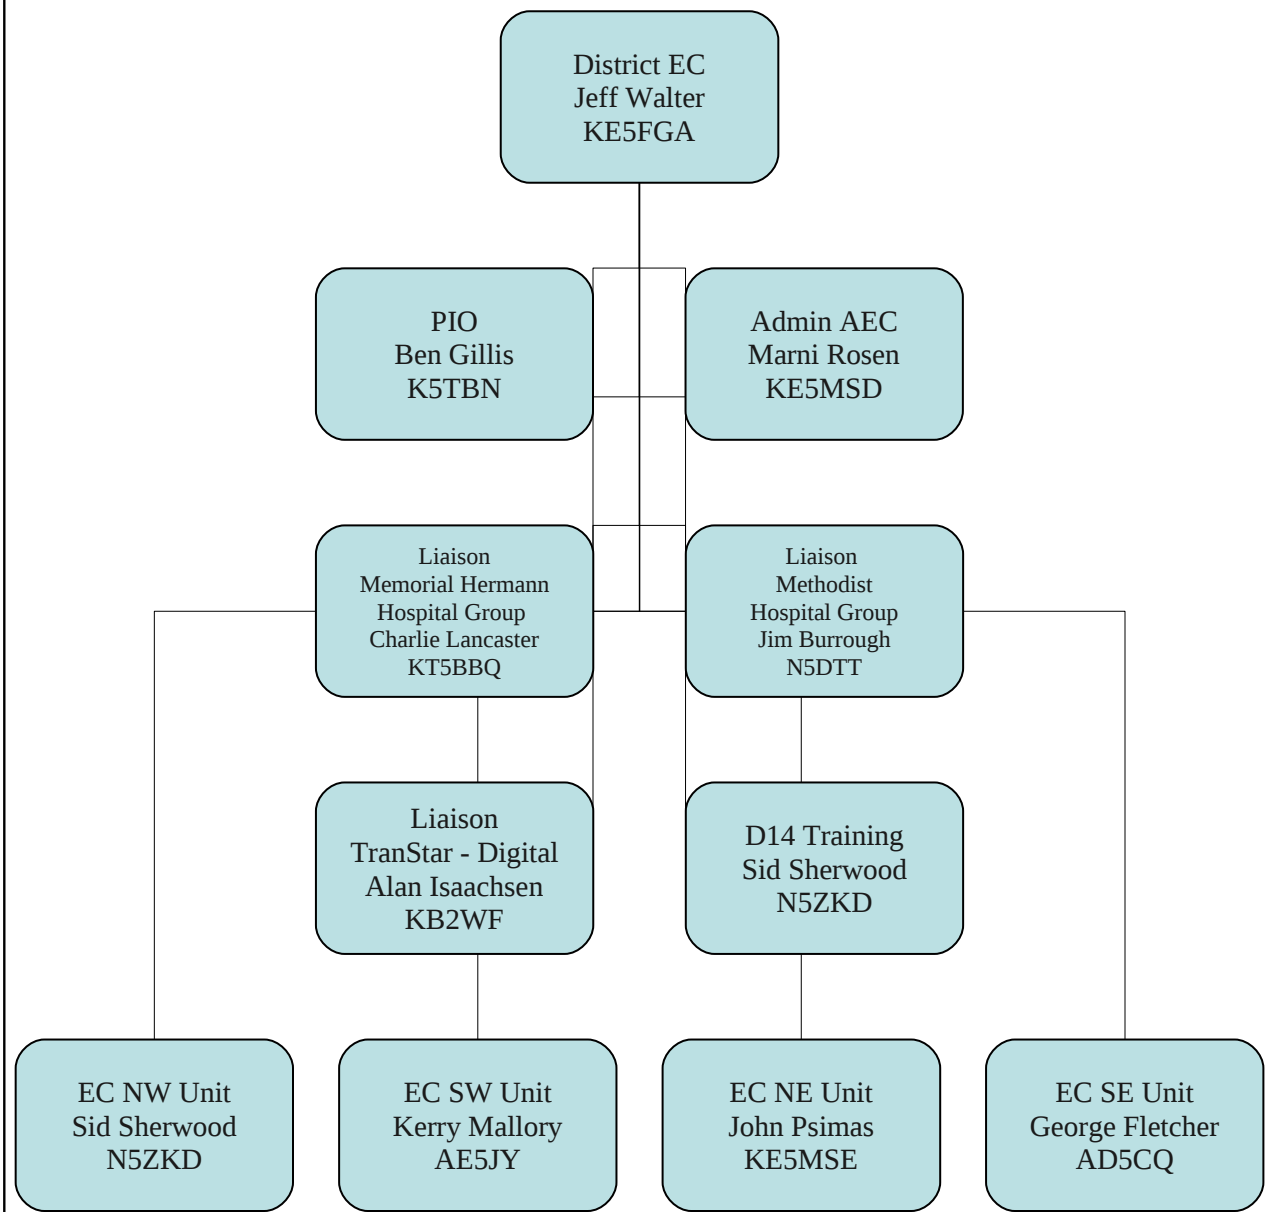 District EC
Jeff Walter
KE5FGA
PIO
Ben Gillis
K5TBN
Admin AEC
Marni Rosen
KE5MSD
Liaison
Memorial Hermann
Hospital Group
Charlie Lancaster
KT5BBQ
Liaison
Methodist
Hospital Group
Jim Burrough
N5DTT
Liaison
TranStar - Digital
Alan Isaachsen
KB2WF
D14 Training
Sid Sherwood
N5ZKD
EC NW Unit
Sid Sherwood
N5ZKD
EC SW Unit
Kerry Mallory
AE5JY
EC NE Unit
John Psimas
KE5MSE
EC SE Unit
George Fletcher
AD5CQ